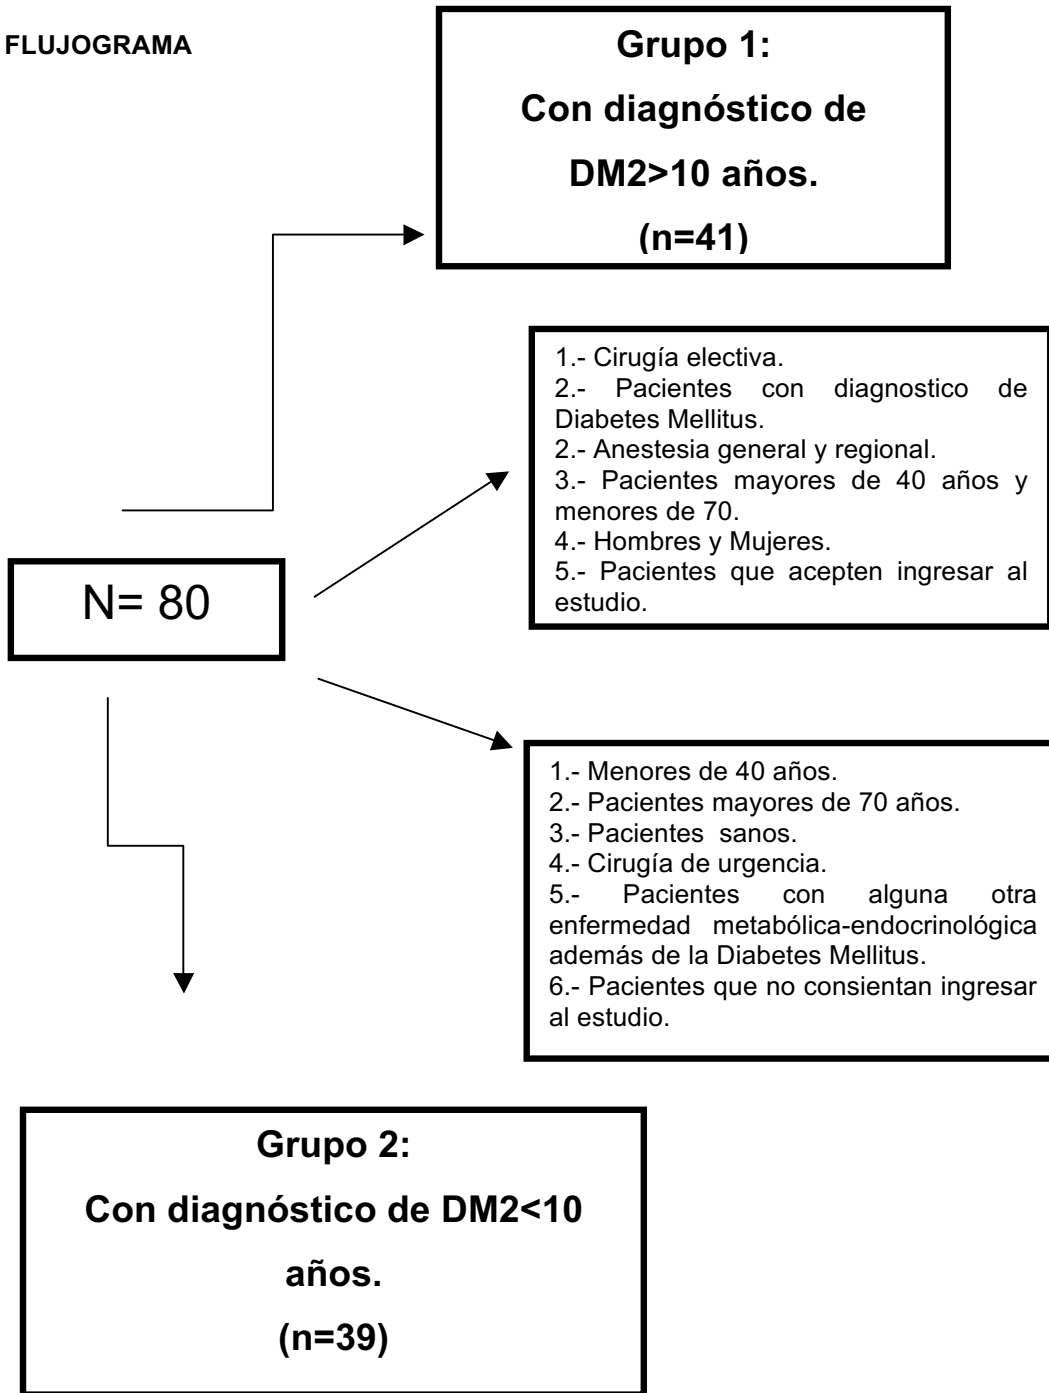 FLUJOGRAMA
Grupo 1:
Con diagnóstico de
DM2>10 años.
(n=41)
1.- Cirugía electiva.
2.- Pacientes con diagnostico de
Diabetes Mellitus.
2.- Anestesia general y regional.
3.- Pacientes mayores de 40 años y
menores de 70.
4.- Hombres y Mujeres.
5.- Pacientes que acepten ingresar al
estudio.
N= 80
1.- Menores de 40 años.
2.- Pacientes mayores de 70 años.
3.- Pacientes sanos.
4.- Cirugía de urgencia.
5.- Pacientes con alguna otra
enfermedad metabólica-endocrinológica
además de la Diabetes Mellitus.
6.- Pacientes que no consientan ingresar
al estudio.
Grupo 2:
Con diagnóstico de DM2<10
años.
(n=39)